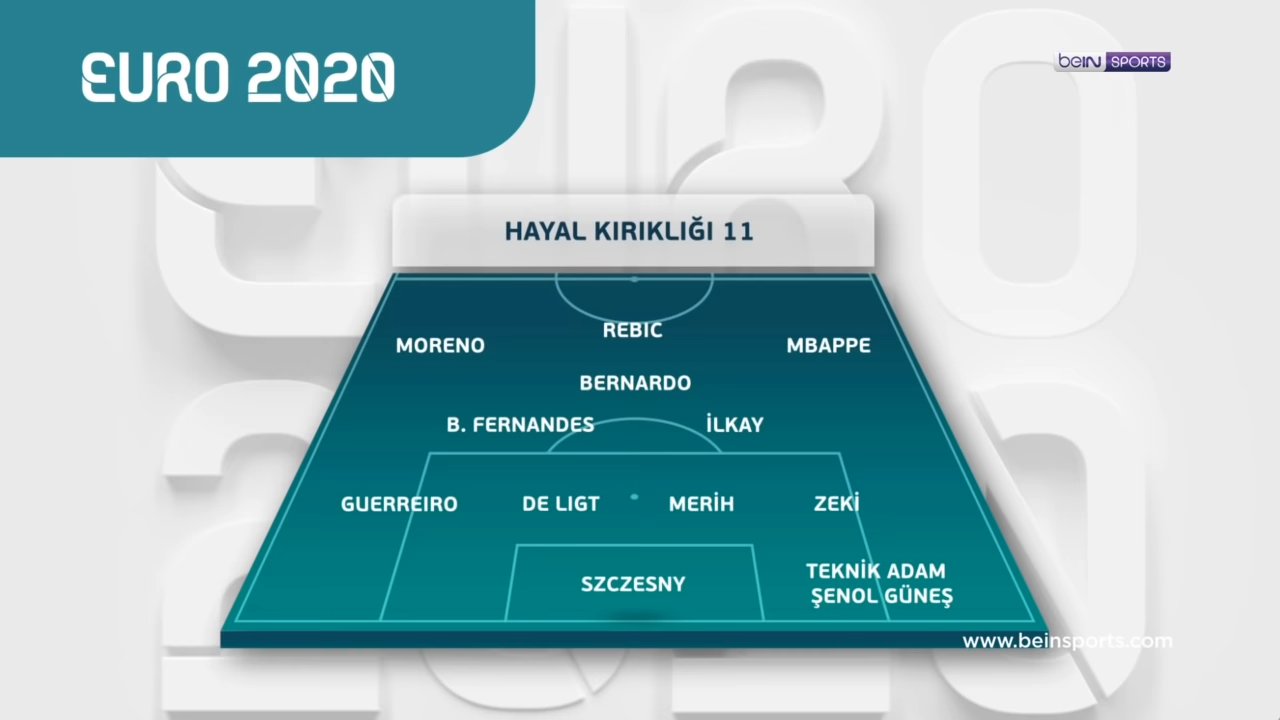 EURO 2020
beIN SPORTS
HAYAL KIRIKLIĞI 11
REBIC
MORENO
MBAPPE
BERNARDO
B. FERNANDES
İLKAY
GUERREIRO
DE LIGT
MERİH
ZEKİ
SZCZESNY
TEKNİK ADAM
ŞENOL GÜNEŞ
www.beinsports.com